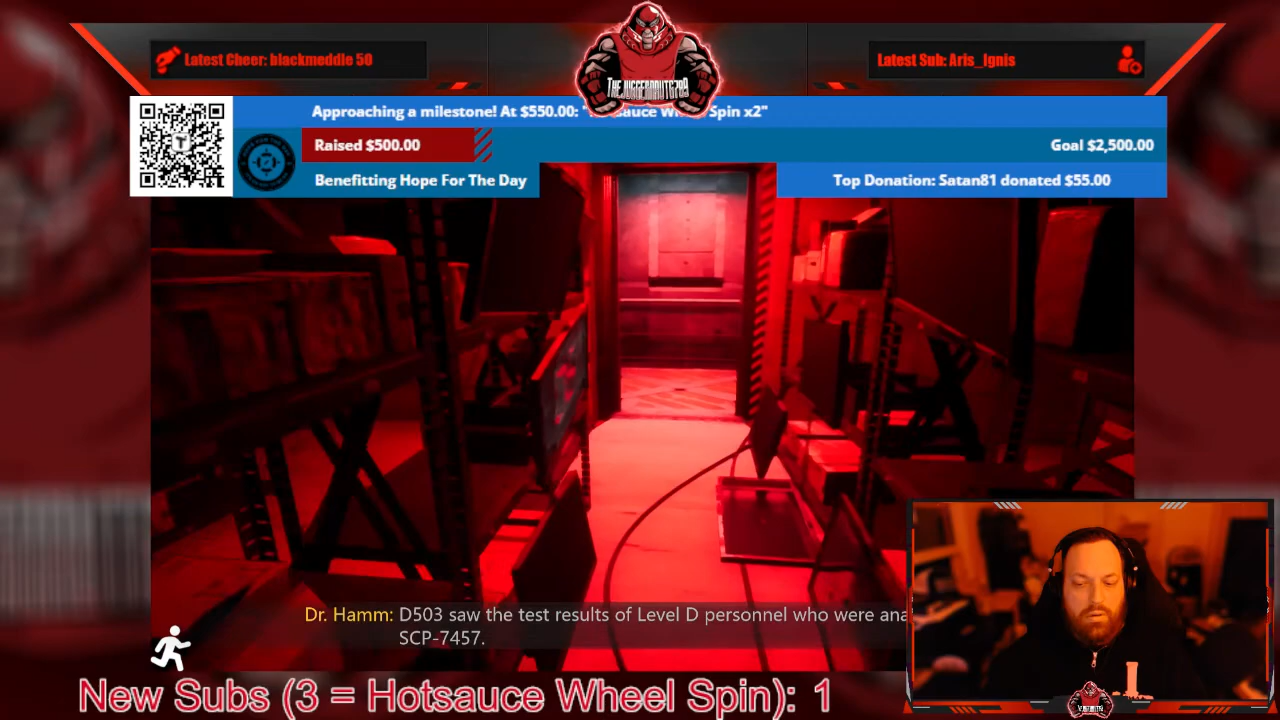 Latest Cheer: blackmeddle 50
THEJUGGERNAUT6789
Latest Sub: Aris_Ignis
Approaching a milestone! At $550.00: " Spin x2"
Raised $500.00
Goal $2,500.00
Benefitting Hope For The Day
Top Donation: Satan81 donated $55.00
Dr. Hamm: D503 saw the test results of Level D personnel who were ana
SCP-7457.
New Subs (3 = Hotsauce Wheel Spin): 1